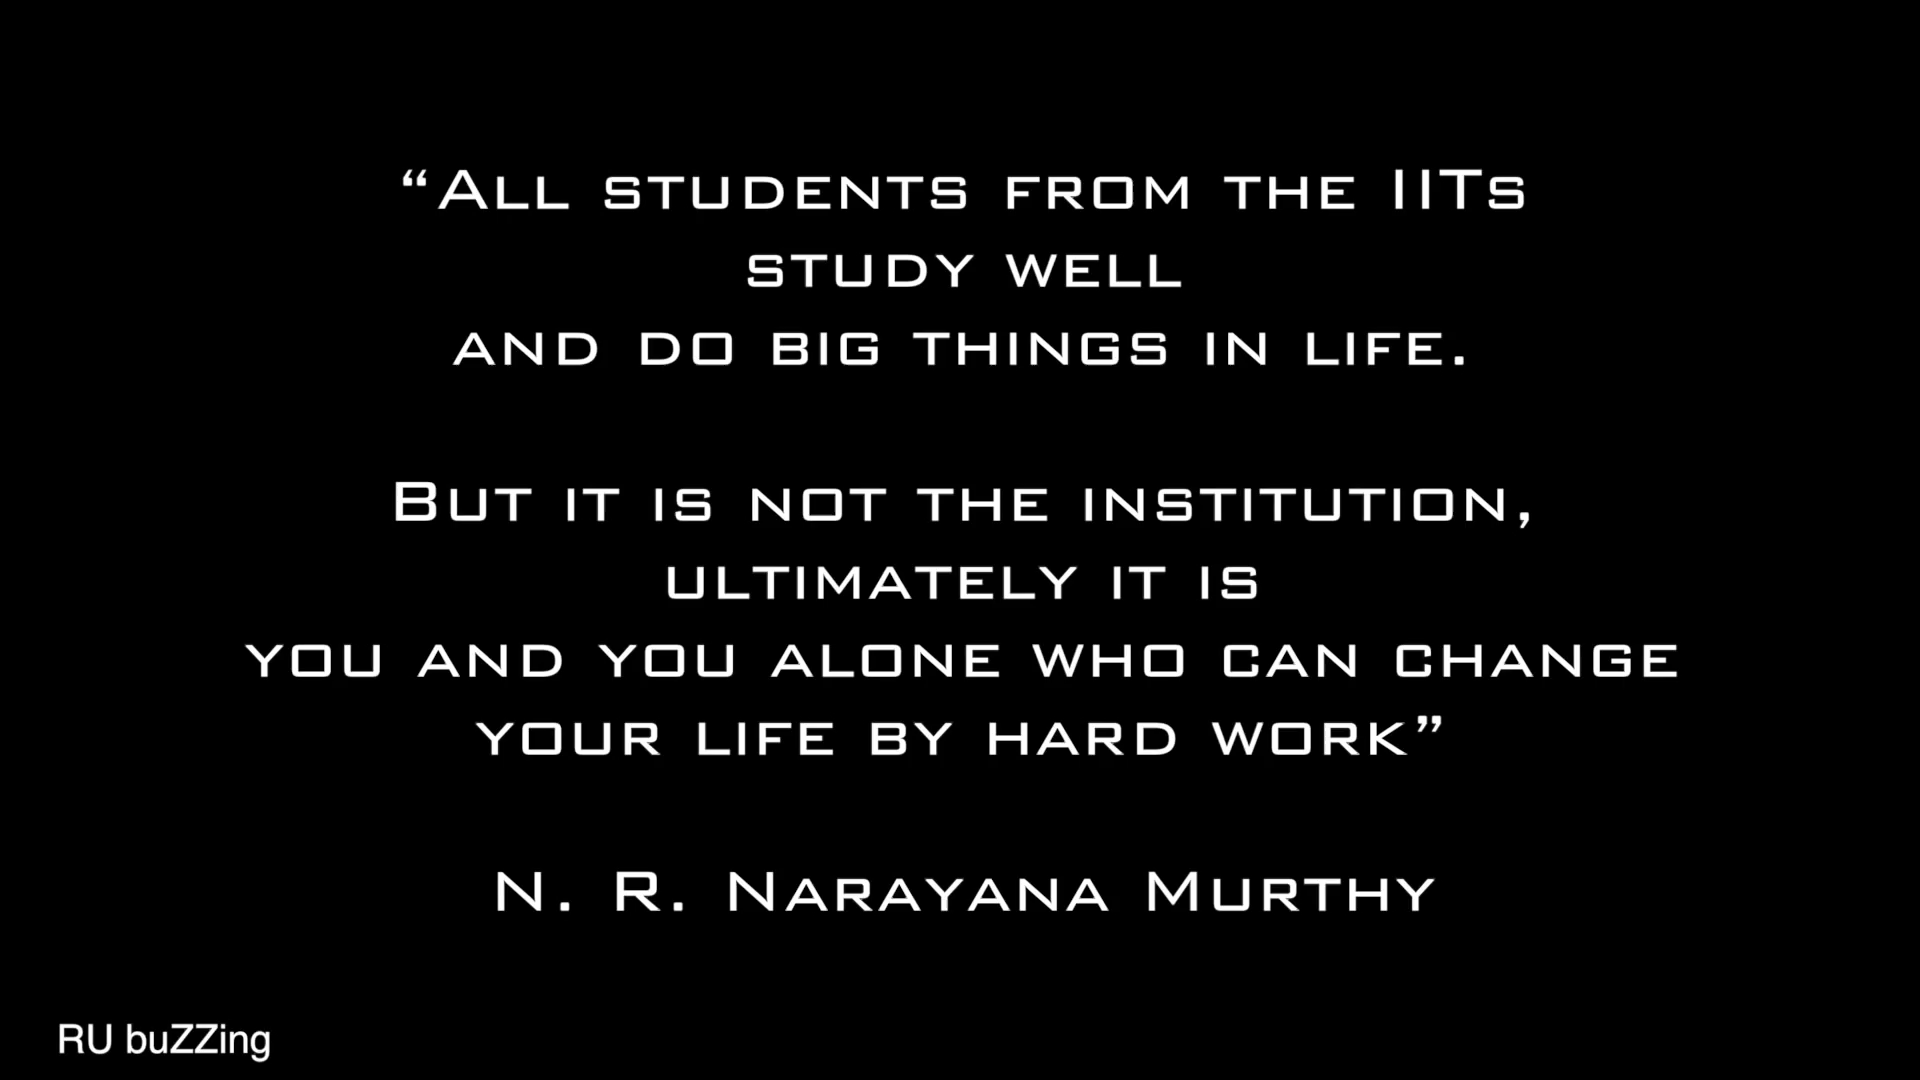 “All students from the IITs
study well
and do big things in life.
But it is not the institution,
ultimately it is
you and you alone who can change
your life by hard work”
N. R. Narayana Murthy
RU buZZing